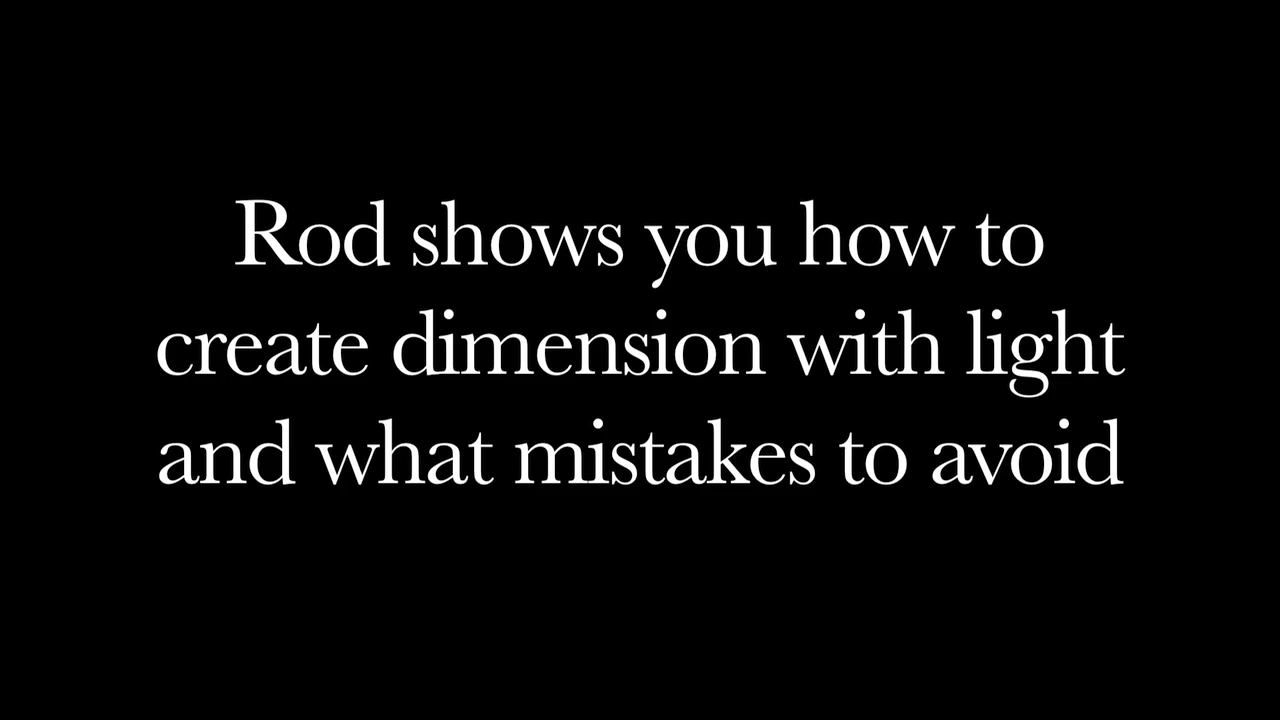 Rod shows you how to
create dimension with light
and what mistakes to avoid